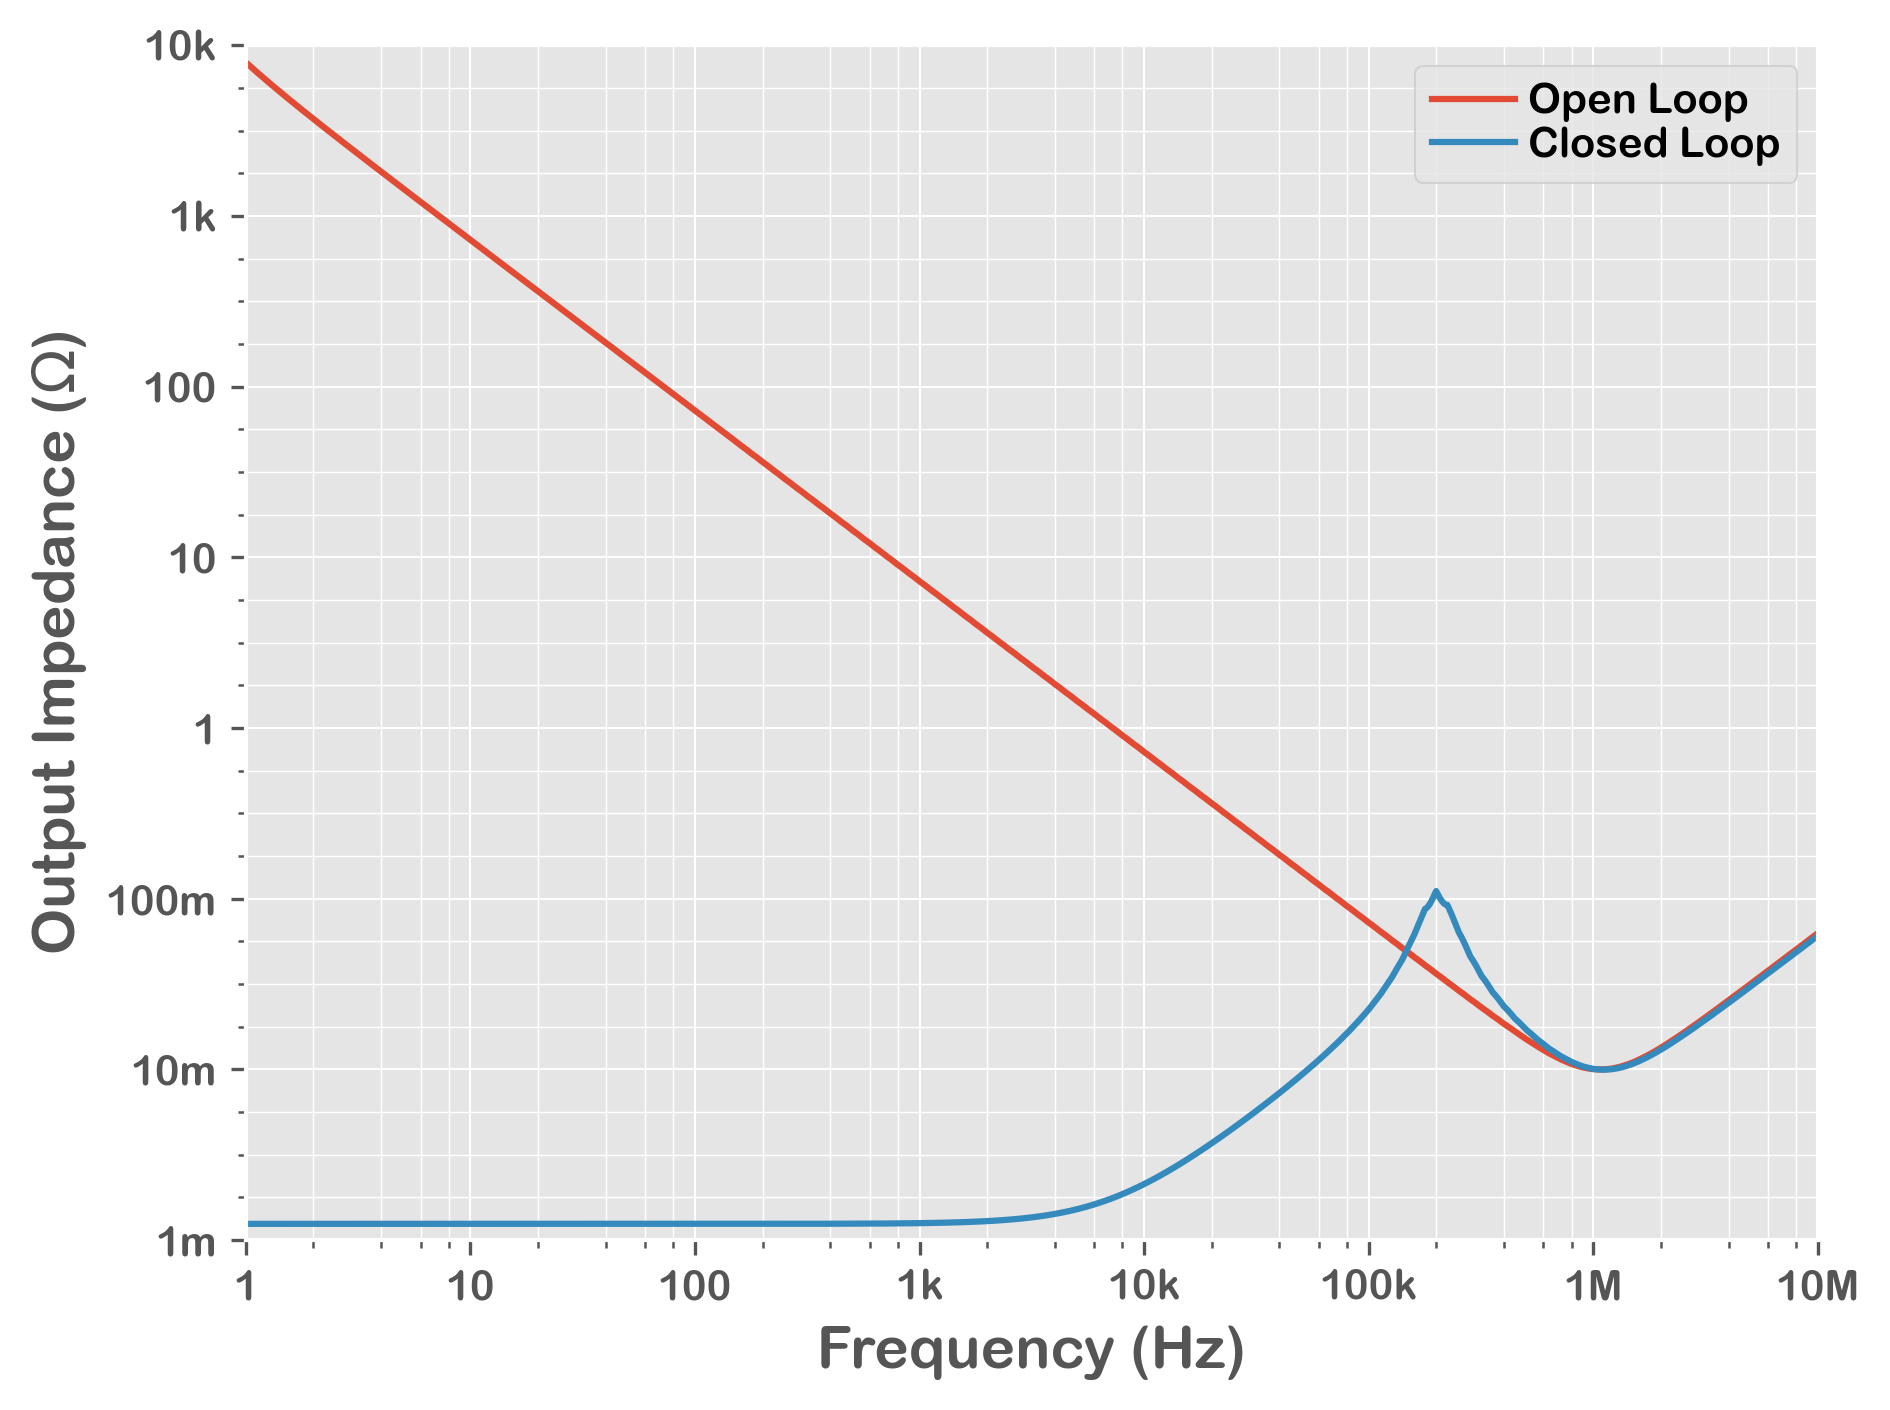 Output Impedance (Ω)
10k
1k
100
10
1
100m
10m
1m
Open Loop
Closed Loop
1 10 100 1k 10k 100k 1M 10M
Frequency (Hz)